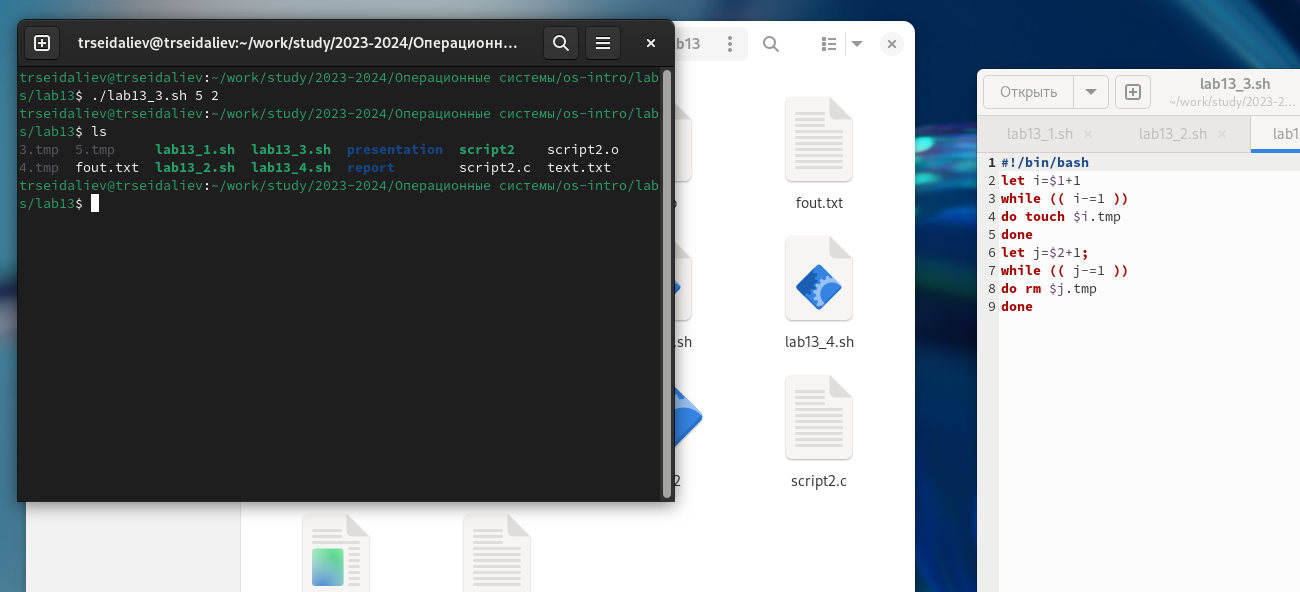 trseidaliev@trseidaliev:~/work/study/2023-2024/Операционн...
trseidaliev@trseidaliev:~/work/study/2023-2024/Операционные системы/os-intro/lab
s/lab13$ ./lab13_3.sh 5 2
trseidaliev@trseidaliev:~/work/study/2023-2024/Операционные системы/os-intro/lab
s/lab13$ ls
3.tmp 5.tmp lab13_1.sh lab13_3.sh presentation script2 script2.o
4.tmp fout.txt lab13_2.sh lab13_4.sh report script2.c text.txt
trseidaliev@trseidaliev:~/work/study/2023-2024/Операционные системы/os-intro/lab
s/lab13$
b13
fout.txt
.sh
lab13_4.sh
2
script2.c
Открыть
lab13_3.sh
~/work/study/2023-2...
lab13_1.sh
lab13_2.sh
lab1
1 #!/bin/bash
2 let i=$1+1
3 while (( i-=1 ))
4 do touch $i.tmp
5 done
6 let j=$2+1;
7 while (( j-=1 ))
8 do rm $j.tmp
9 done